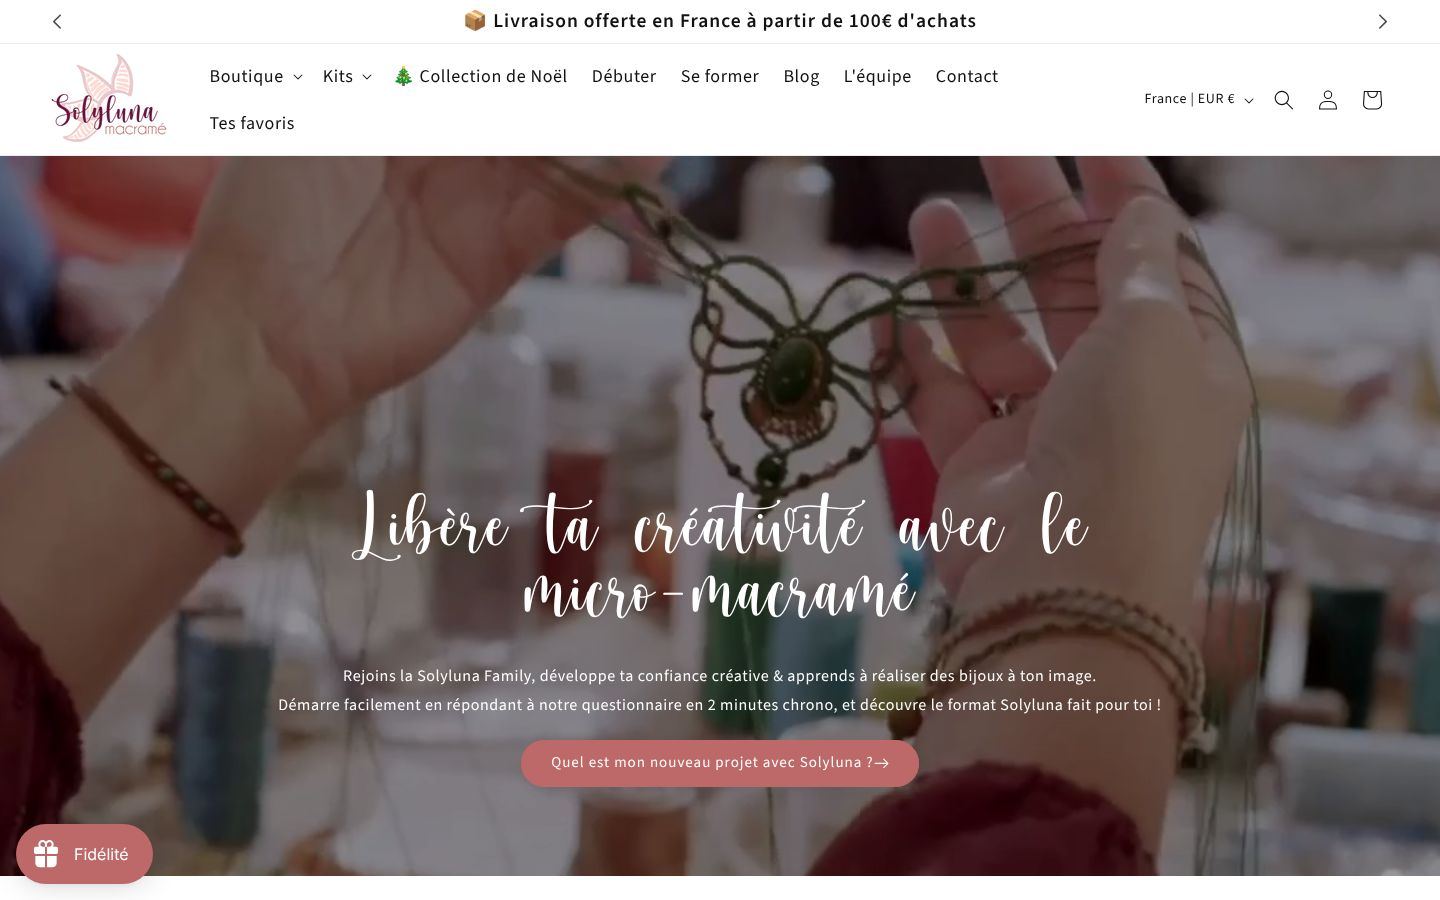 📦 Livraison offerte en France à partir de 100€ d'achats
Solyluna
macramé
Boutique
Kits
🎄 Collection de Noël
Débuter
Se former
Blog
L'équipe
Contact
Tes favoris
France | EUR €
Libère ta créativité avec le
micro-macramé
Rejoins la Solyluna Family, développe ta confiance créative & apprends à réaliser des bijoux à ton image.
Démarre facilement en répondant à notre questionnaire en 2 minutes chrono, et découvre le format Solyluna fait pour toi !
Quel est mon nouveau projet avec Solyluna ?→
Fidélité